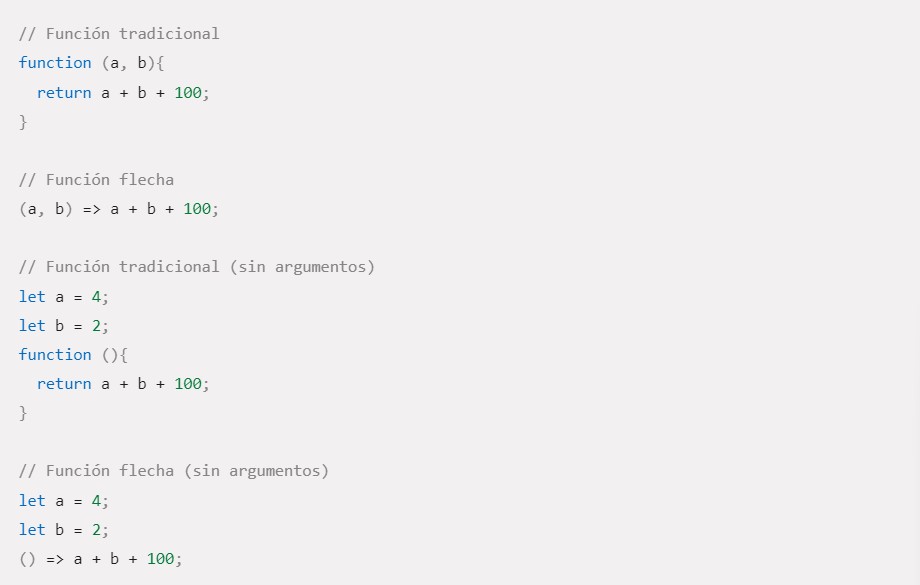 // Función tradicional
function (a, b){
  return a + b + 100;
}
// Función flecha
(a, b) => a + b + 100;
// Función tradicional (sin argumentos)
let a = 4;
let b = 2;
function (){
  return a + b + 100;
}
// Función flecha (sin argumentos)
let a = 4;
let b = 2;
() => a + b + 100;